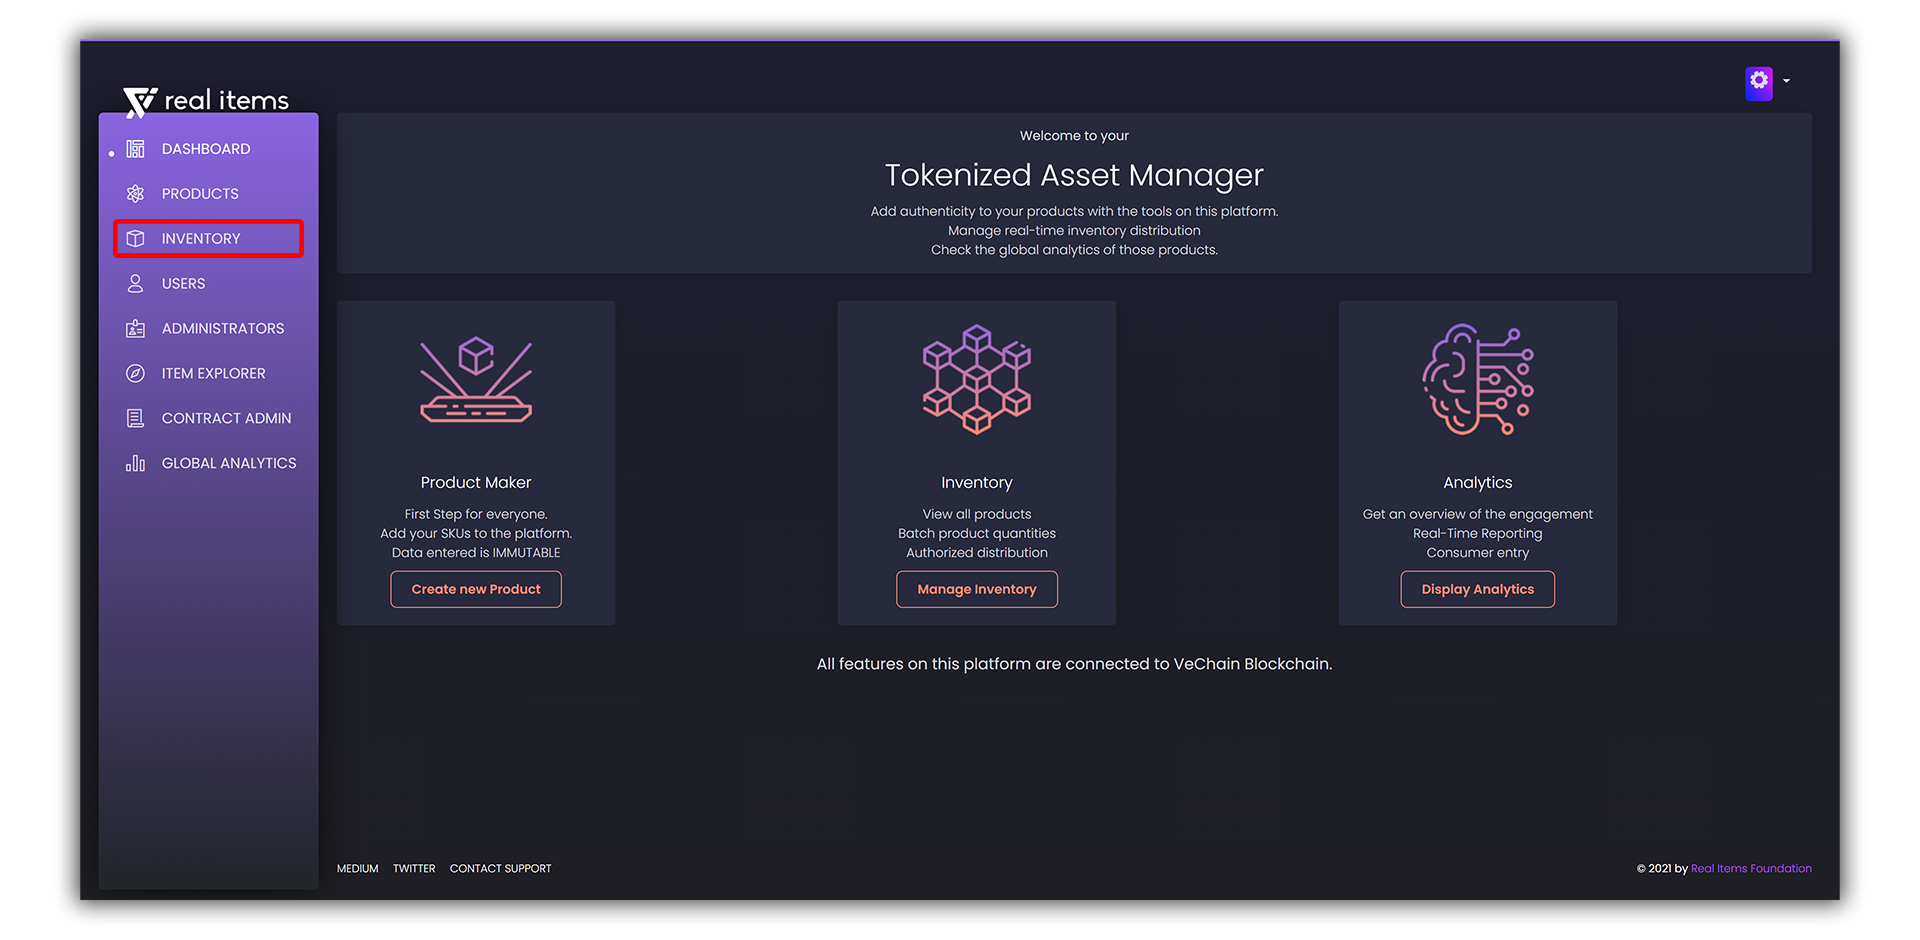 real items
DASHBOARD
PRODUCTS
INVENTORY
USERS
ADMINISTRATORS
ITEM EXPLORER
CONTRACT ADMIN
GLOBAL ANALYTICS
Welcome to your
Tokenized Asset Manager
Add authenticity to your products with the tools on this platform.
Manage real-time inventory distribution
Check the global analytics of those products.
Product Maker
First Step for everyone.
Add your SKUs to the platform.
Data entered is IMMUTABLE
Create new Product
Inventory
View all products
Batch product quantities
Authorized distribution
Manage Inventory
Analytics
Get an overview of the engagement
Real-Time Reporting
Consumer entry
Display Analytics
All features on this platform are connected to VeChain Blockchain.
MEDIUM TWITTER CONTACT SUPPORT
© 2021 by Real Items Foundation